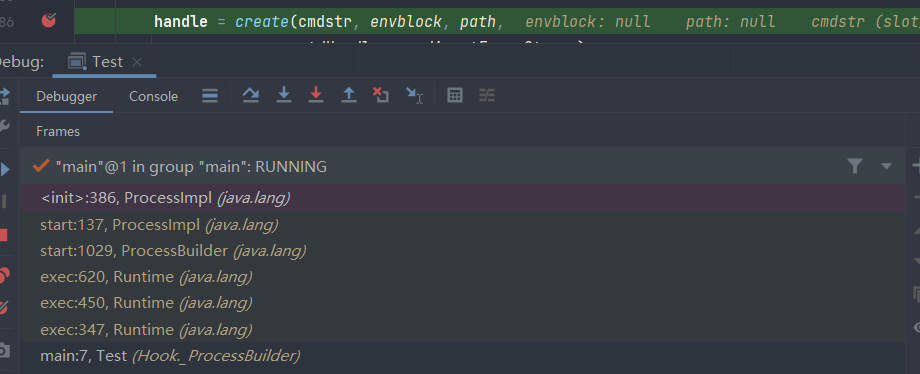 86 handle = create(cmdstr, envblock, path, envblock: null path: null cmdstr (slot
Debug: Test
Debugger Console
Frames
"main"@1 in group "main": RUNNING
<init>:386, ProcessImpl (java.lang)
start:137, ProcessImpl (java.lang)
start:1029, ProcessBuilder (java.lang)
exec:620, Runtime (java.lang)
exec:450, Runtime (java.lang)
exec:347, Runtime (java.lang)
main:7, Test (Hook._ProcessBuilder)